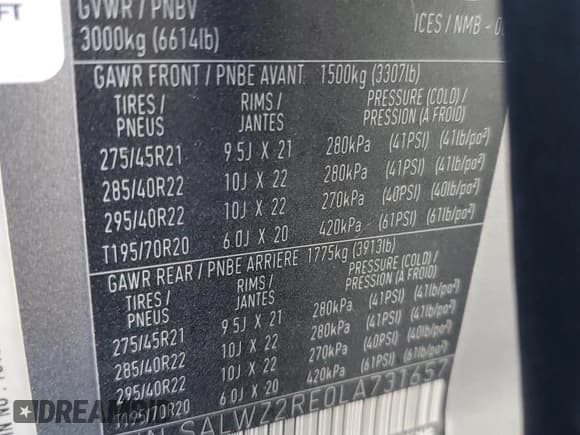 FT
GVWR / PNBV
3000kg (6614lb)
ICES / NMB - 0
GAWR FRONT / PNBE AVANT 1500kg (3307lb)
TIRES / PNEUS RIMS / JANTES PRESSURE (COLD) / PRESSION (À FROID)
275/45R21 9.5J X 21 280kPa (41PSI) (41lb/po²)
285/40R22 10J X 22 280kPa (41PSI) (41lb/po²)
295/40R22 10J X 22 270kPa (40PSI) (40lb/po²)
T195/70R20 6.0J X 20 420kPa (61PSI) (61lb/po²)
GAWR REAR / PNBE ARRIERE 1775kg (3913lb)
TIRES / PNEUS RIMS / JANTES PRESSURE (COLD) / PRESSION (À FROID)
275/45R21 9.5J X 21 280kPa (41PSI) (41lb/po²)
285/40R22 10J X 22 280kPa (41PSI) (41lb/po²)
295/40R22 10J X 22 270kPa (40PSI) (40lb/po²)
T195/70R20 6.0J X 20 420kPa (61PSI) (61lb/po²)
SALWZ2RE0LA731657